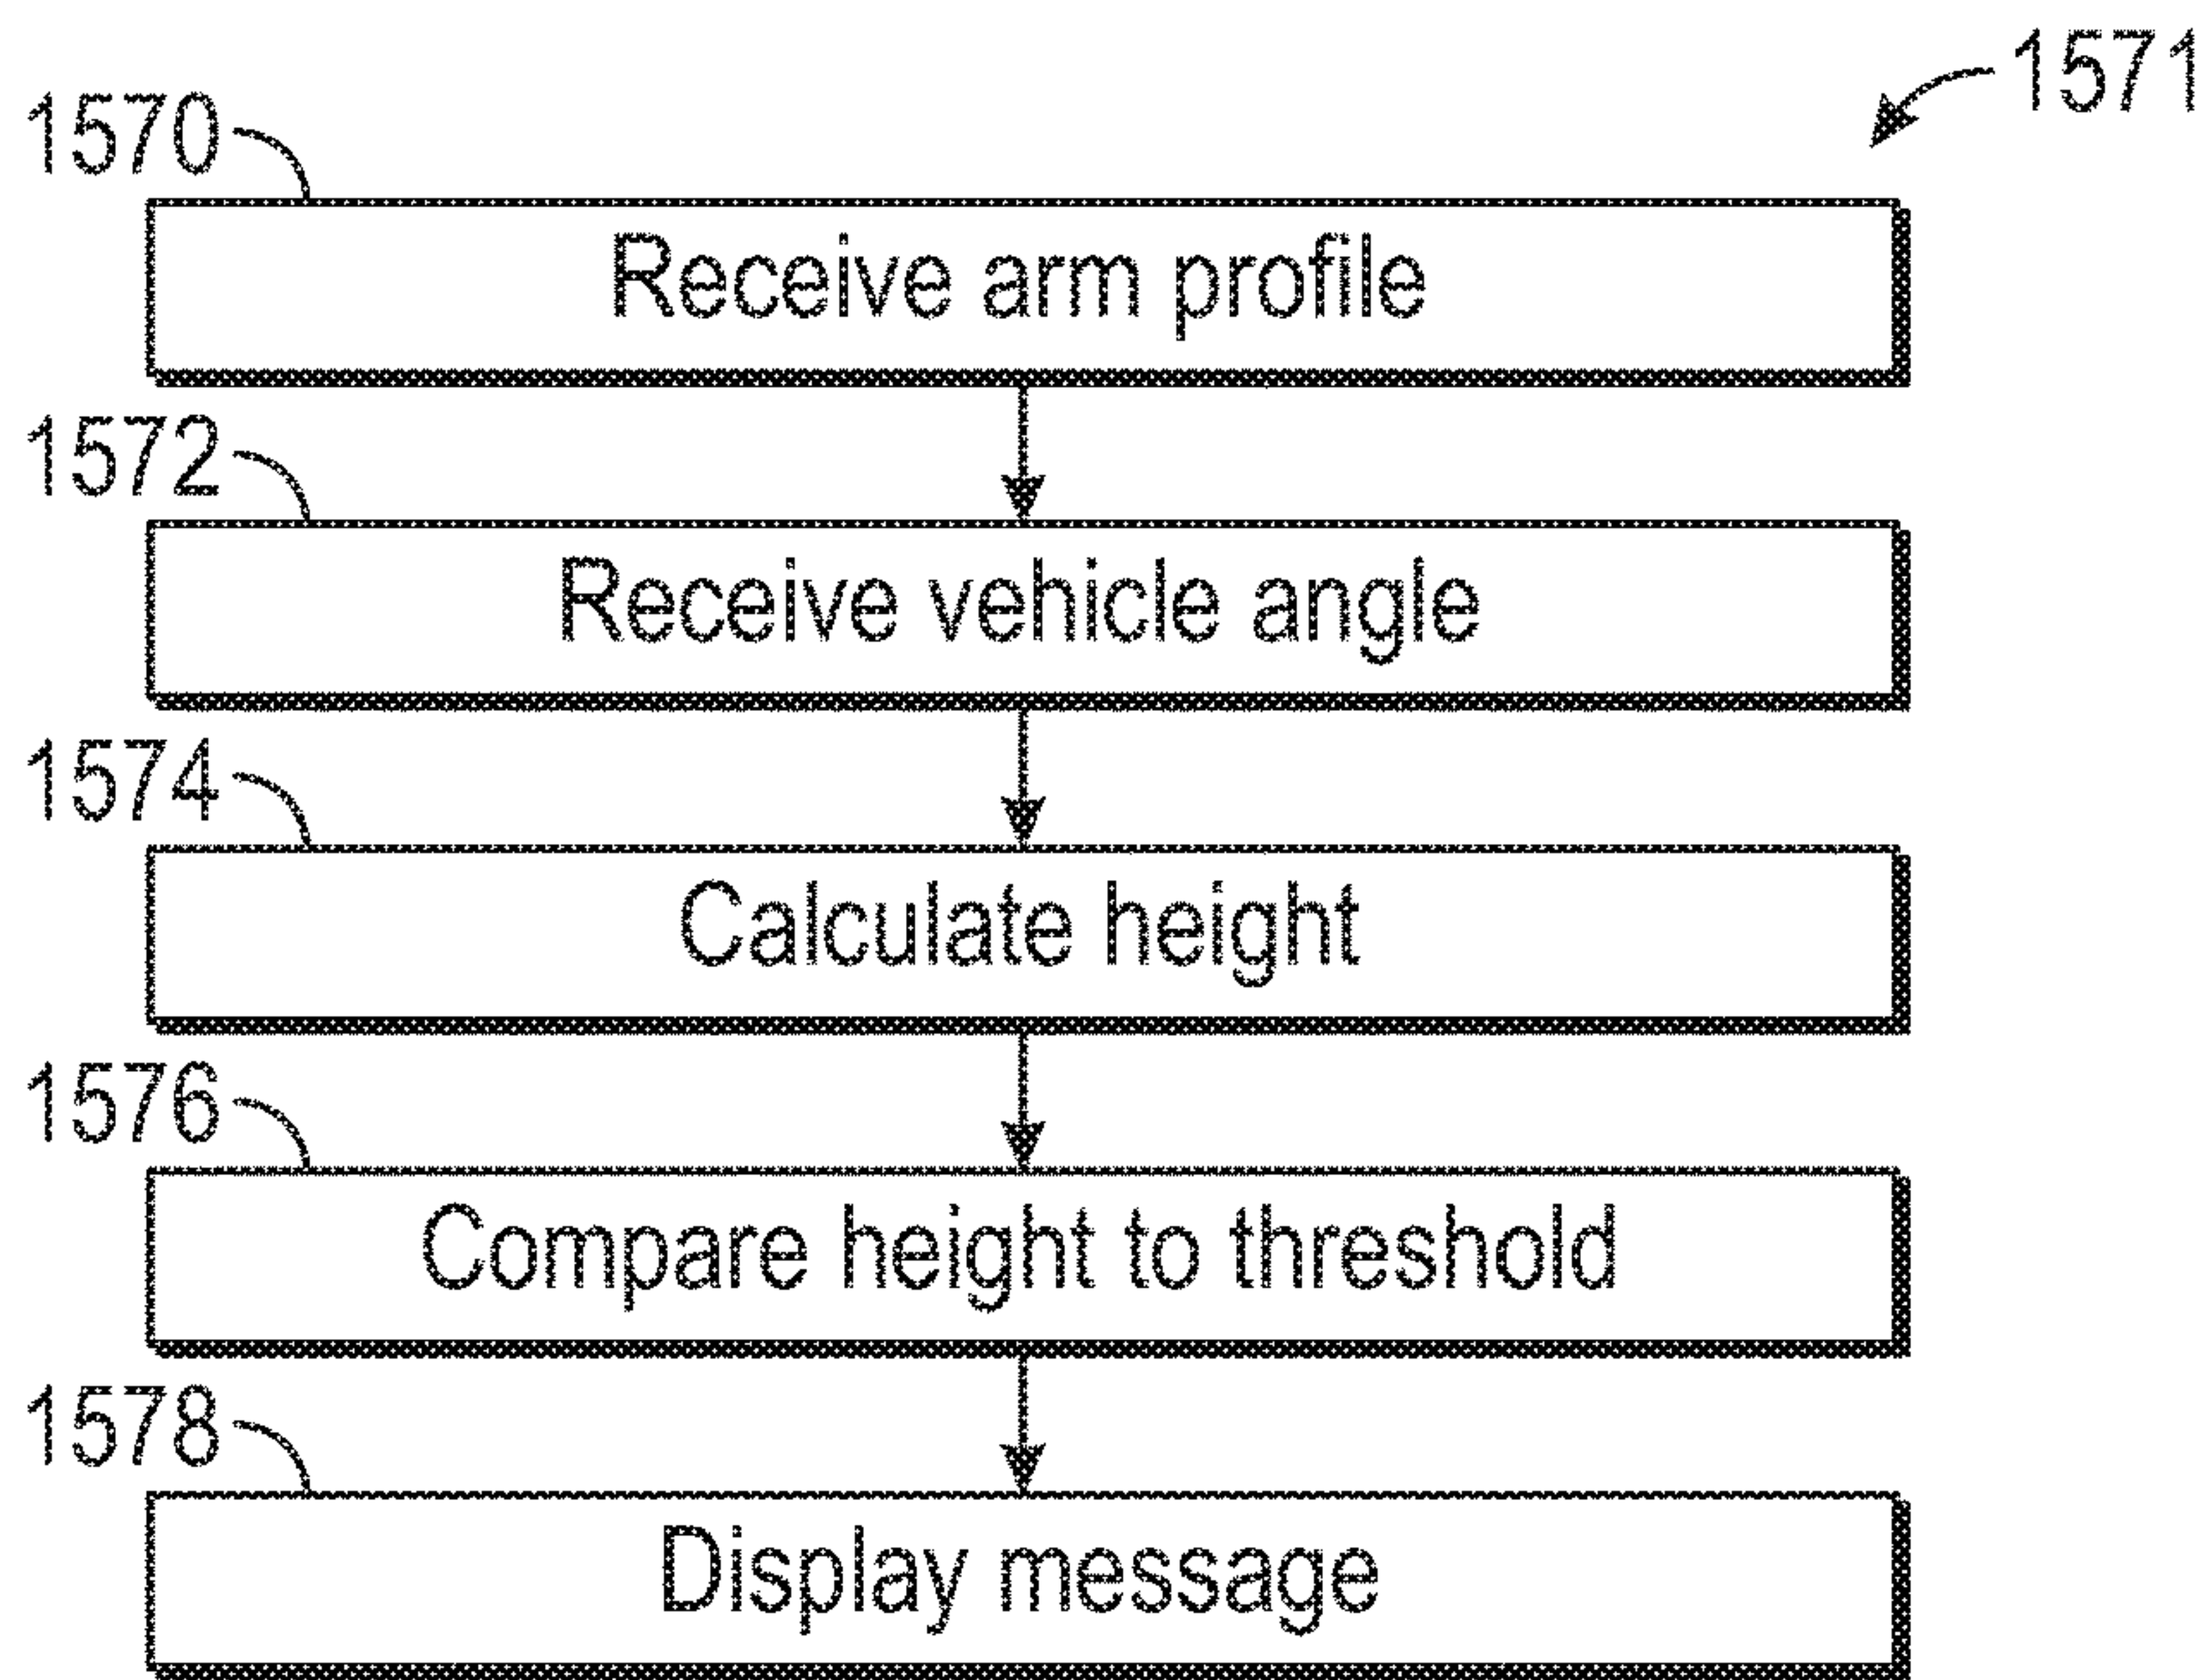 1571
1570
Receive arm profile
1572
Receive vehicle angle
1574
Calculate height
1576
Compare height to threshold
1578
Display message